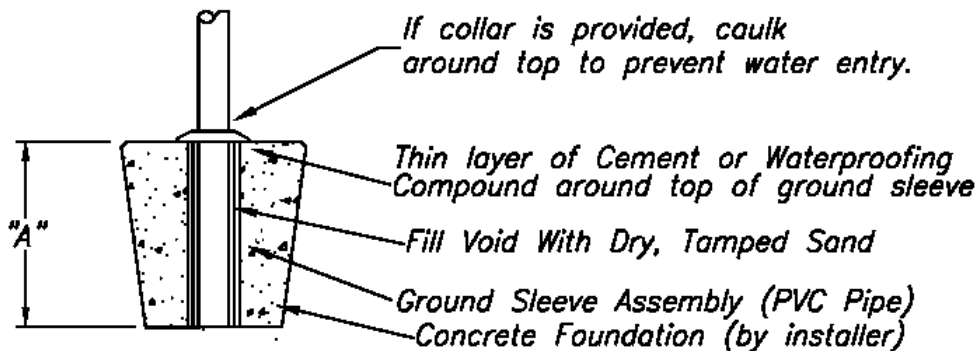 If collar is provided, caulk
around top to prevent water entry.
Thin layer of Cement or Waterproofing
Compound around top of ground sleeve
"A"
Fill Void With Dry, Tamped Sand
Ground Sleeve Assembly (PVC Pipe)
Concrete Foundation (by installer)